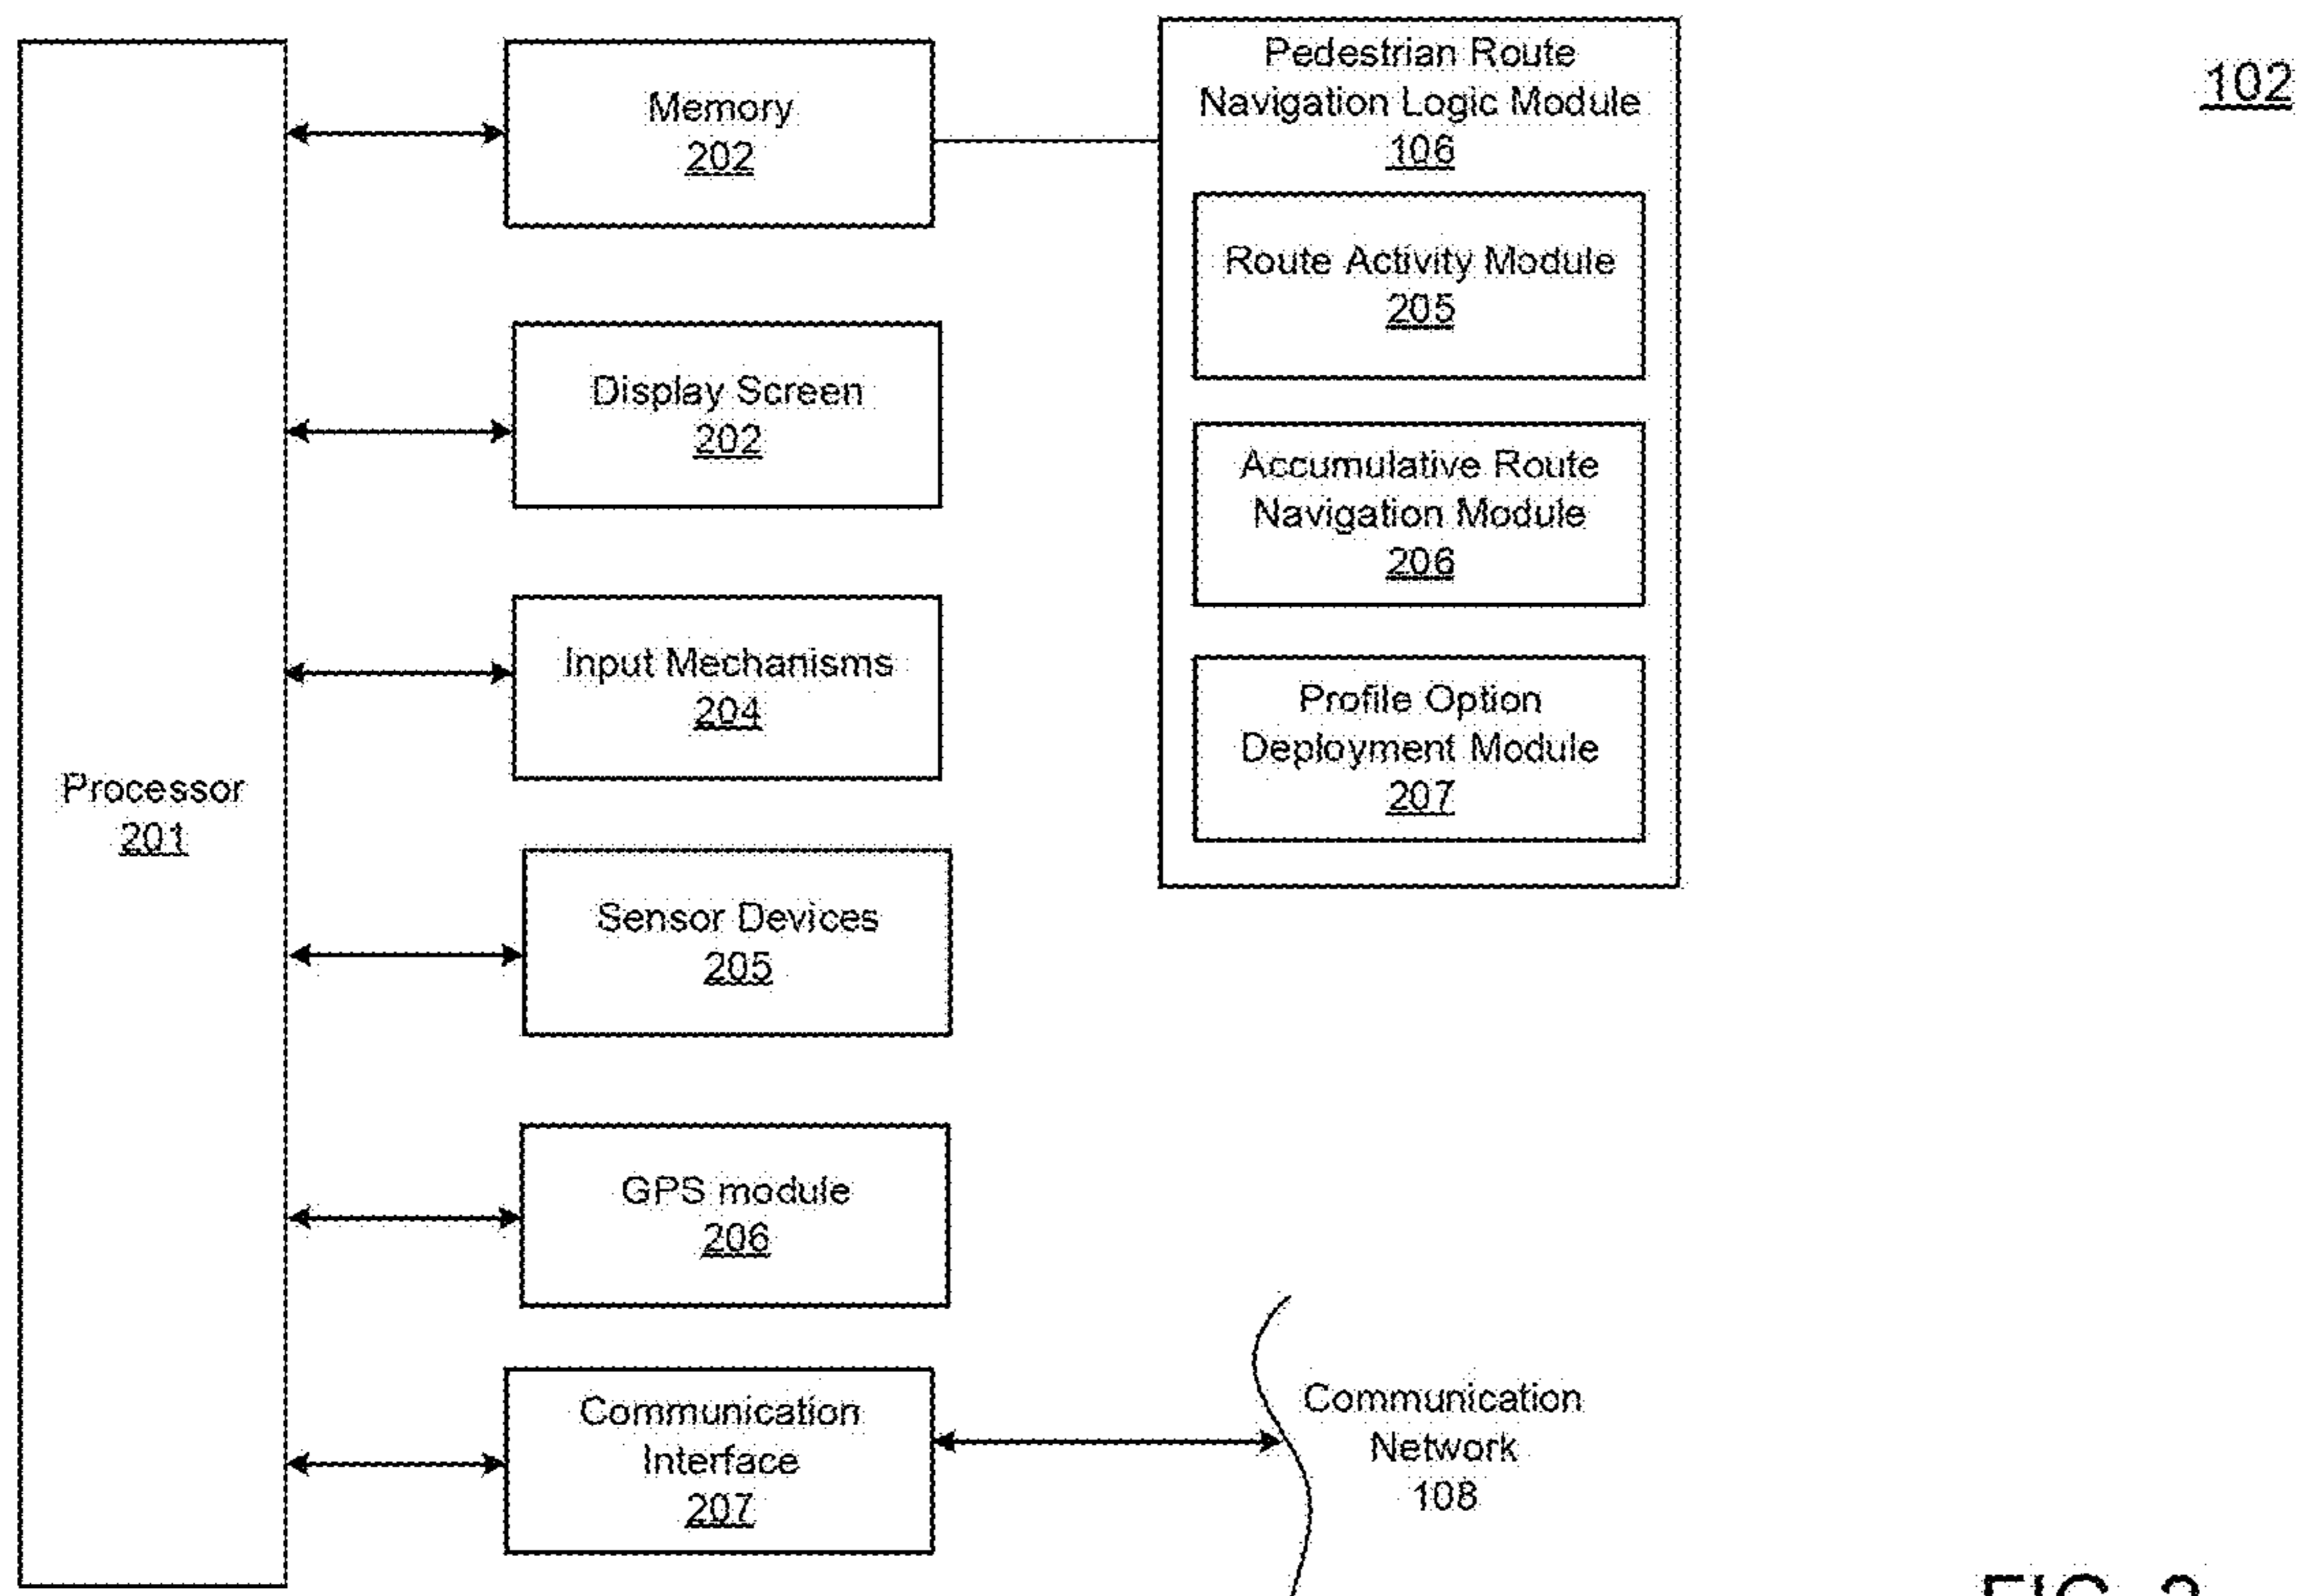 102
Processor
201
Memory
202
Display Screen
202
Input Mechanisms
204
Sensor Devices
205
GPS module
206
Communication
Interface
207
Pedestrian Route
Navigation Logic Module
106
Route Activity Module
205
Accumulative Route
Navigation Module
206
Profile Option
Deployment Module
207
Communication
Network
108